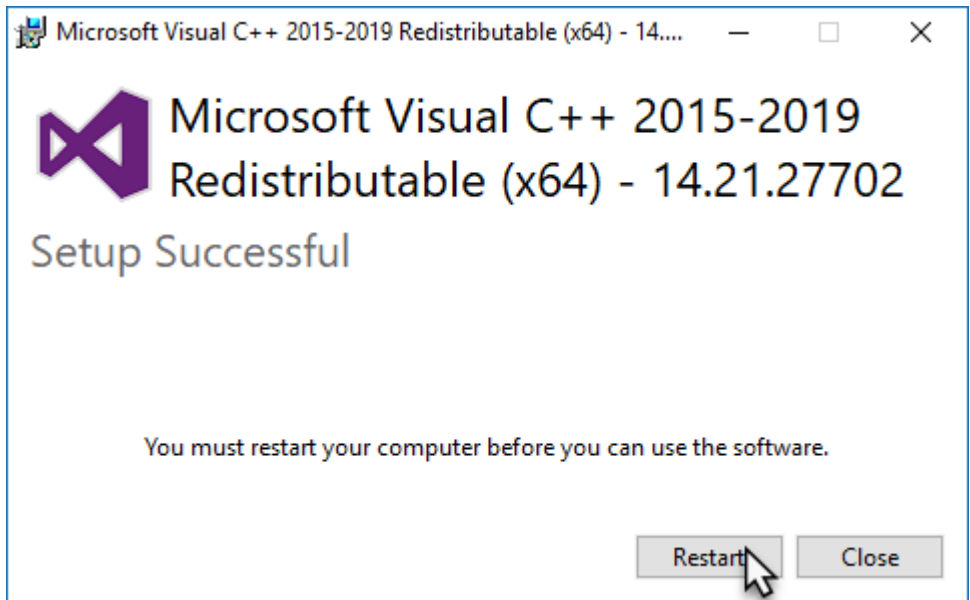 Microsoft Visual C++ 2015-2019 Redistributable (x64) - 14....
Microsoft Visual C++ 2015-2019
Redistributable (x64) - 14.21.27702
Setup Successful
You must restart your computer before you can use the software.
Restart Close